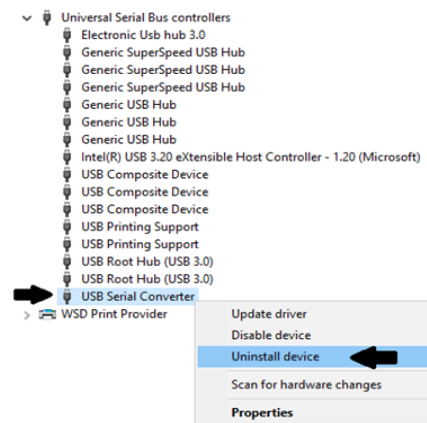 Universal Serial Bus controllers
Electronic Usb hub 3.0
Generic SuperSpeed USB Hub
Generic SuperSpeed USB Hub
Generic SuperSpeed USB Hub
Generic USB Hub
Generic USB Hub
Generic USB Hub
Intel(R) USB 3.20 eXtensible Host Controller - 1.20 (Microsoft)
USB Composite Device
USB Composite Device
USB Composite Device
USB Printing Support
USB Printing Support
USB Root Hub (USB 3.0)
USB Root Hub (USB 3.0)
USB Serial Converter
WSD Print Provider
Update driver
Disable device
Uninstall device
Scan for hardware changes
Properties